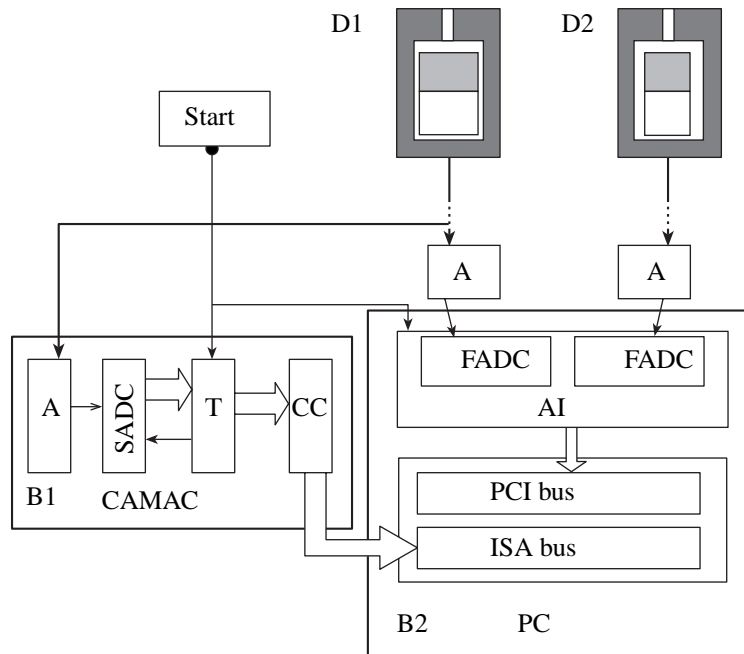 D1
D2
Start
A
A
FADC
FADC
A
SADC
T
CC
AI
B1
CAMAC
PCI bus
ISA bus
B2
PC